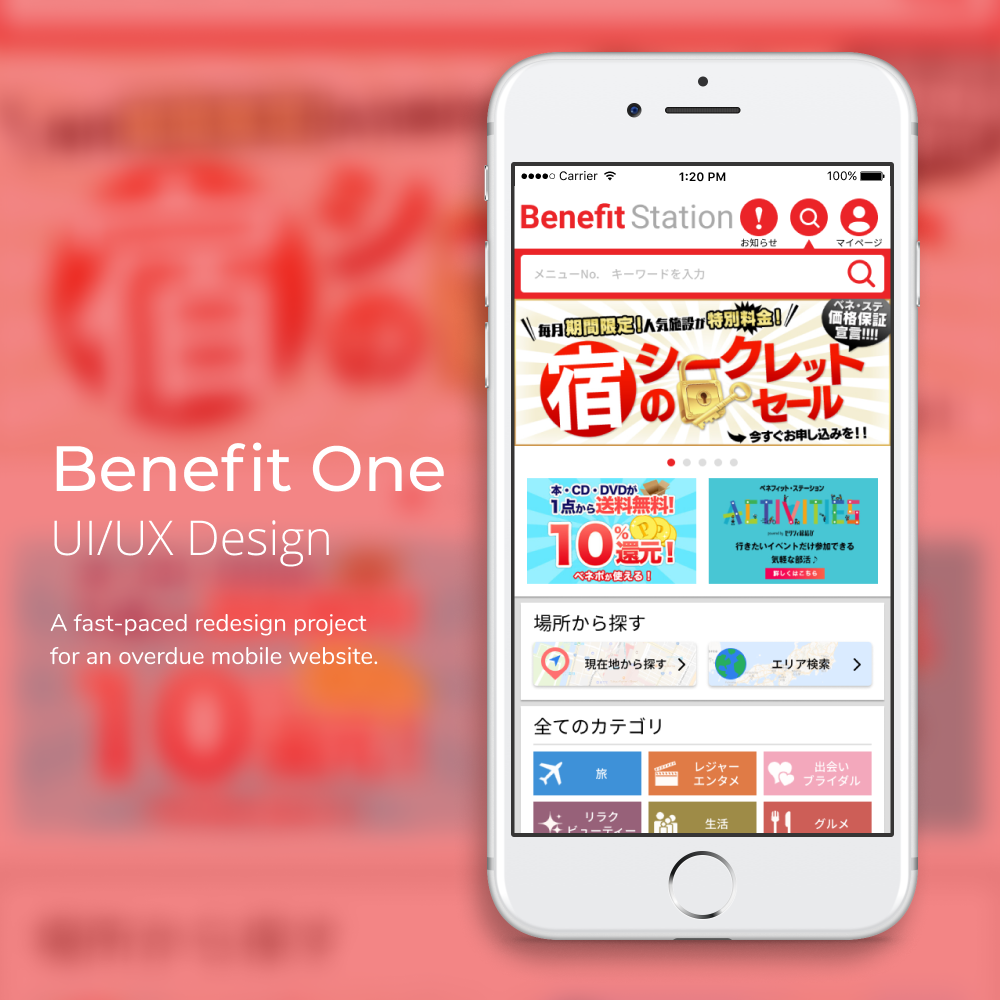 Benefit One
UI/UX Design
A fast-paced redesign project
for an overdue mobile website.
Carrier 1:20 PM 100%
Benefit Station
お知らせ マイページ
メニューNo. キーワードを入力
ベネ・ステ
価格保証
宣言!!!!
毎月期間限定!人気施設が特別料金!
宿のシークレットセール
今すぐお申し込みを!!
本・CD・DVDが
1点から送料無料!
10%還元!
ベネポが使える!
ベネフィット・ステーション
ACTIVITIES
行きたいイベントだけ参加できる
気軽な部活♪
詳しくはこちら
場所から探す
現在地から探す
エリア検索
全てのカテゴリ
旅
レジャー
エンタメ
出会い
ブライダル
リラク
ビューティー
生活
グルメ